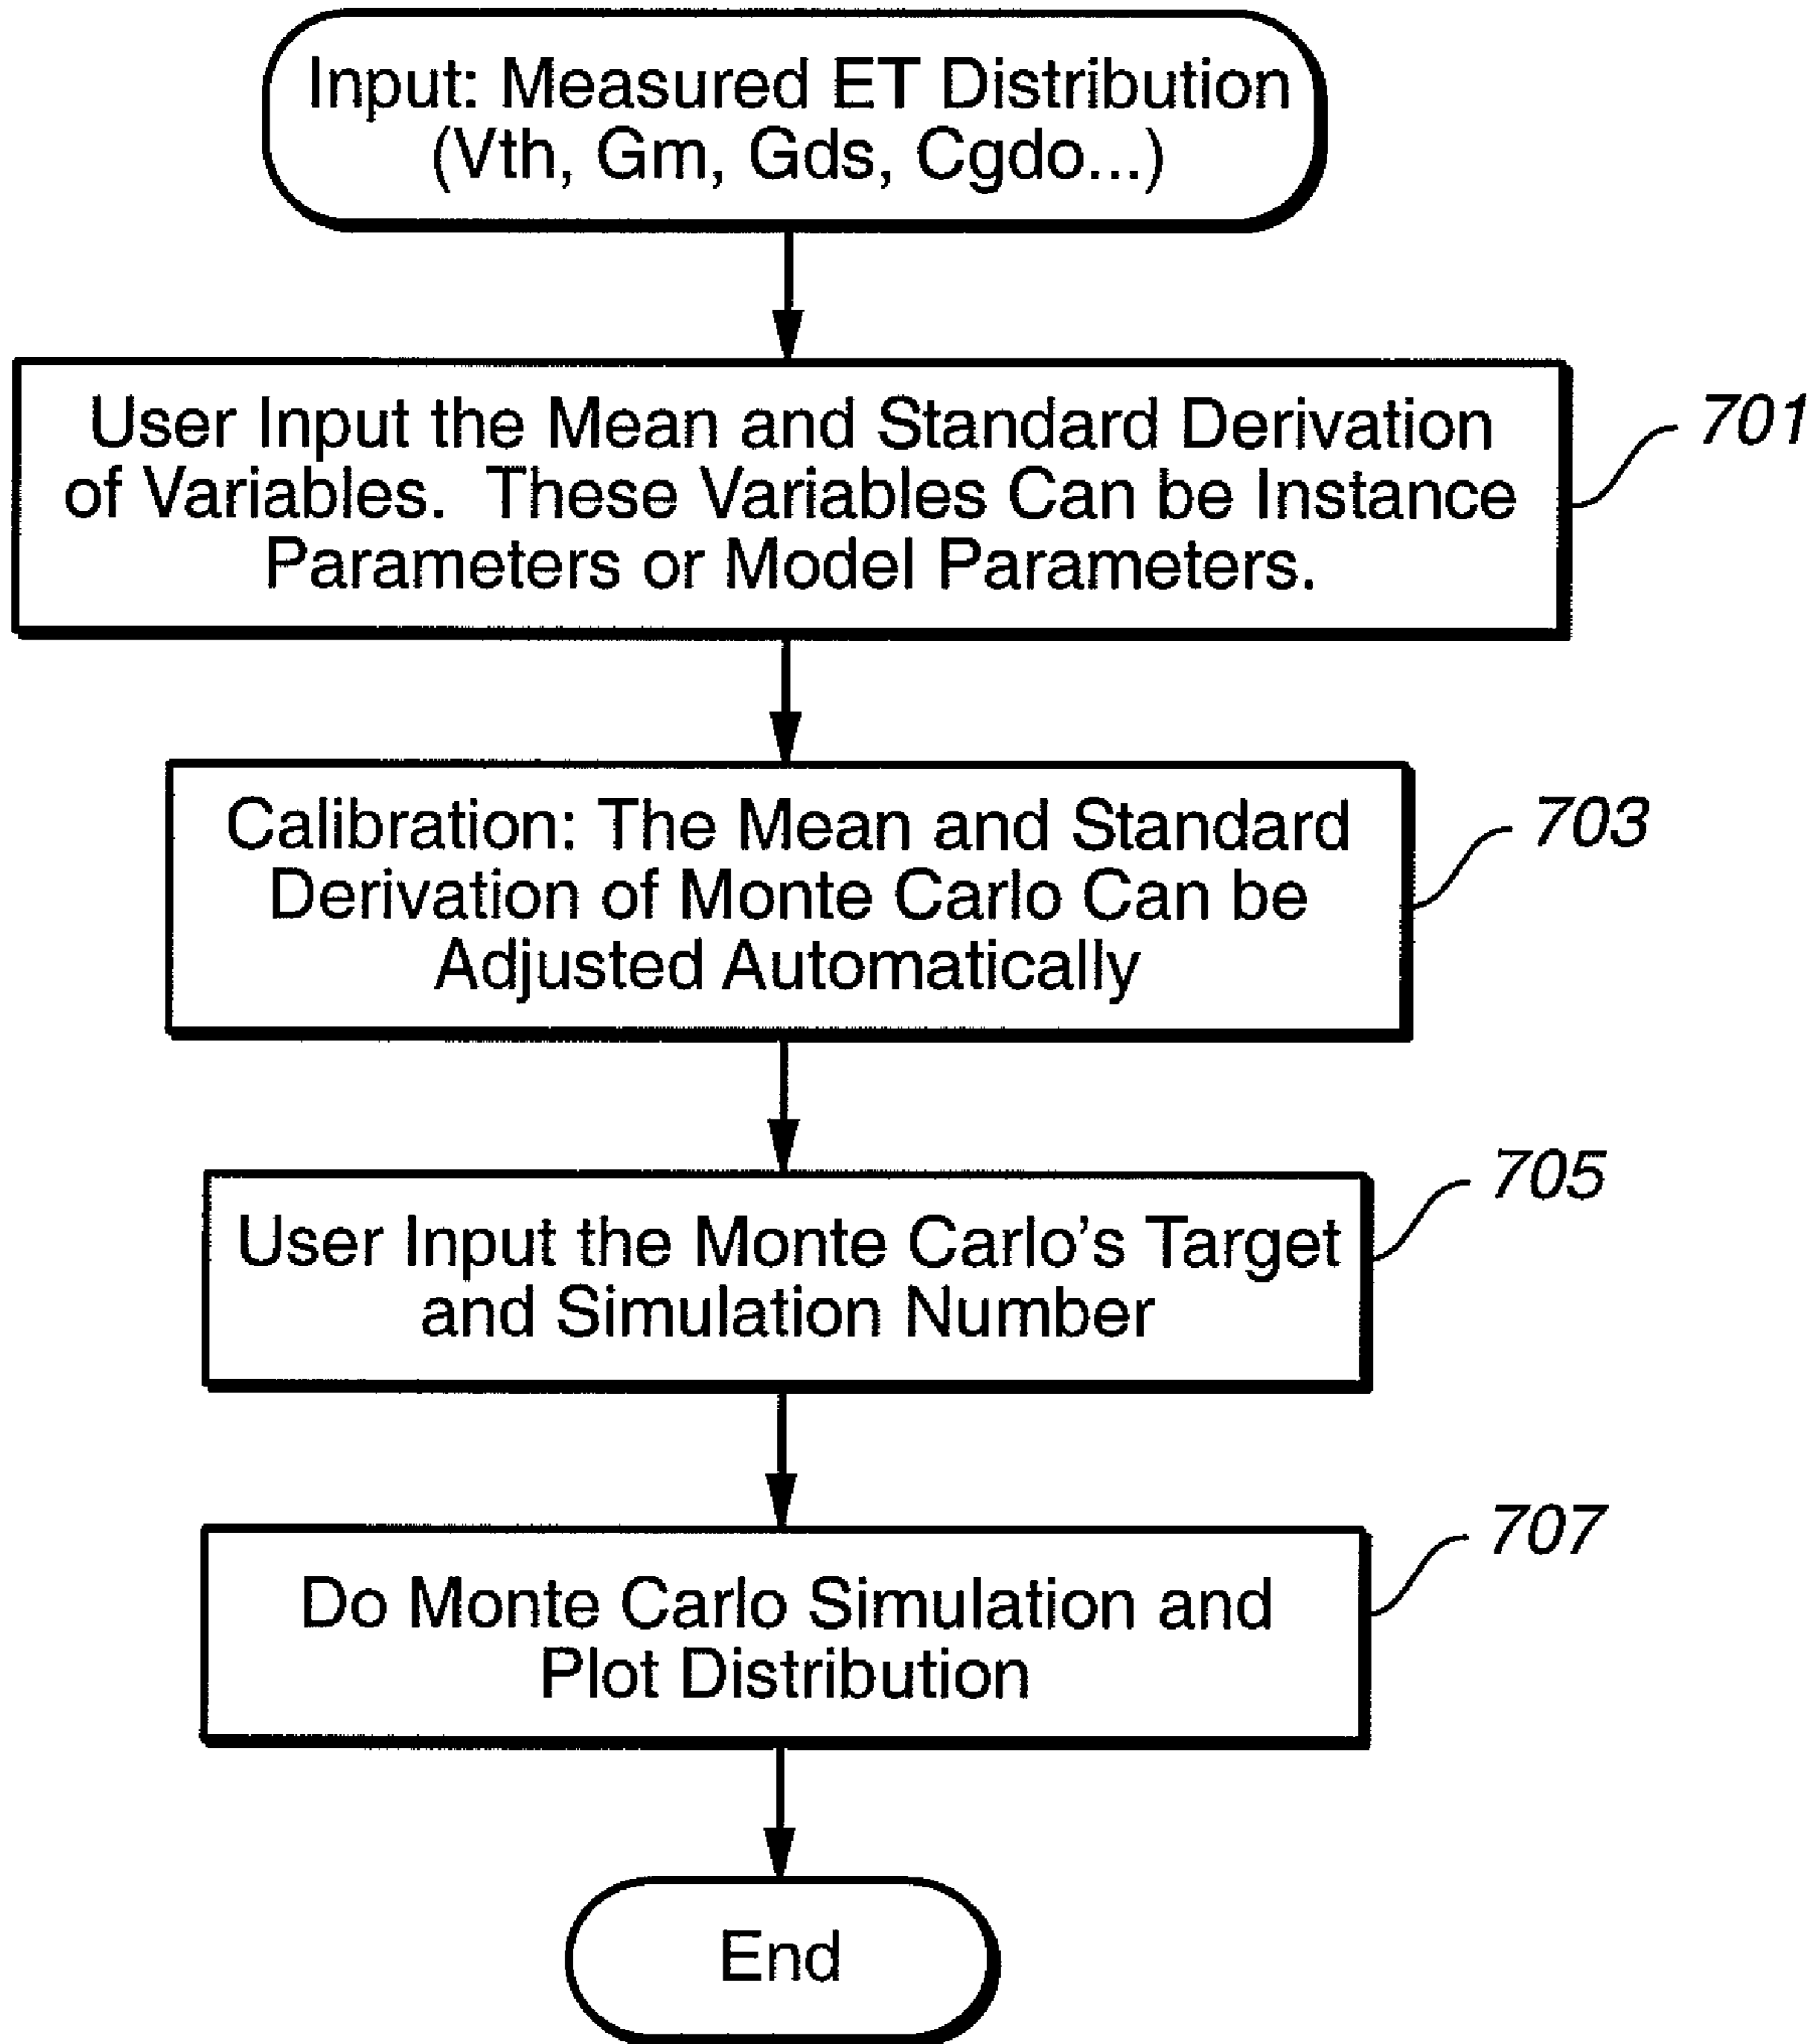 Input: Measured ET Distribution
(Vth, Gm, Gds, Cgdo...)
User Input the Mean and Standard Derivation
of Variables. These Variables Can be Instance
Parameters or Model Parameters.
701
Calibration: The Mean and Standard
Derivation of Monte Carlo Can be
Adjusted Automatically
703
User Input the Monte Carlo's Target
and Simulation Number
705
Do Monte Carlo Simulation and
Plot Distribution
707
End